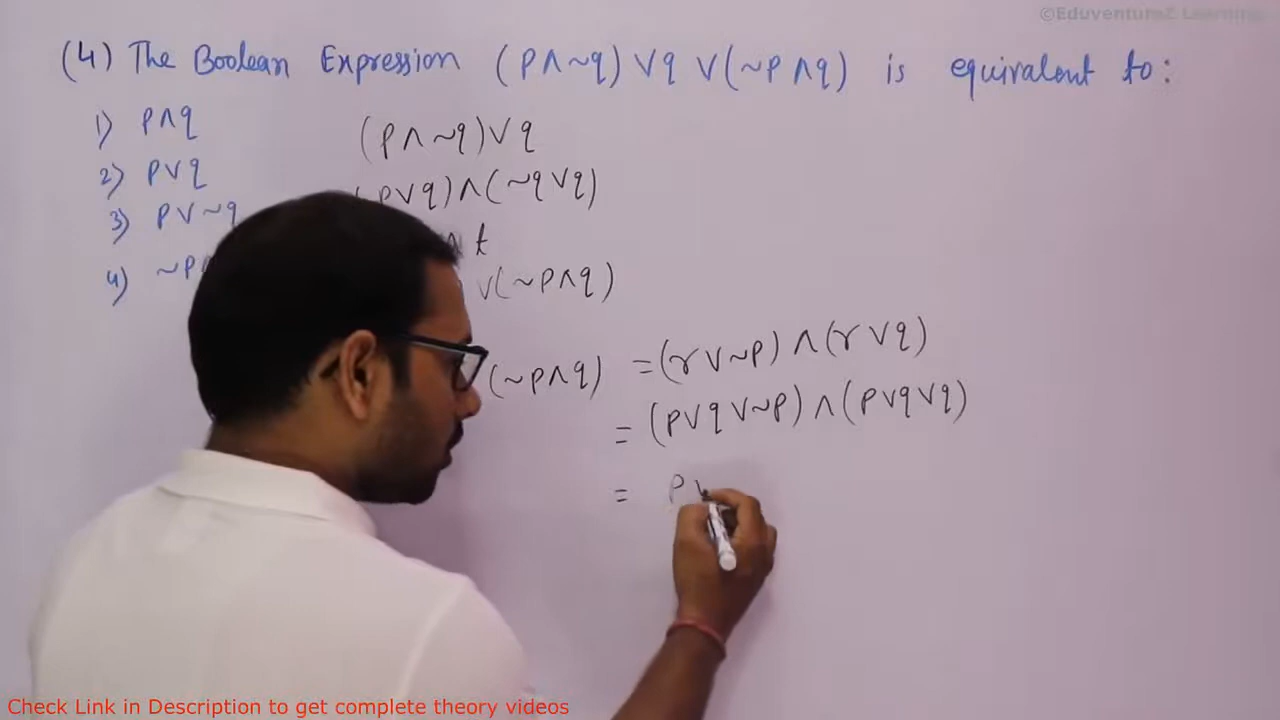 ©EduventureZ Learning
(4) The Boolean Expression (p∧~q)∨q∨(~p∧q) is equivalent to:
1) p∧q
2) p∨q
3) p∨~q
4) ~p
(p∧~q)∨q
p∨q)∧(~q∨q)
∧ t
∨(~p∧q)
(~p∧q) =(r∨~p)∧(r∨q)
= (p∨q∨~p)∧(p∨q∨q)
= p∨
Check Link in Description to get complete theory videos